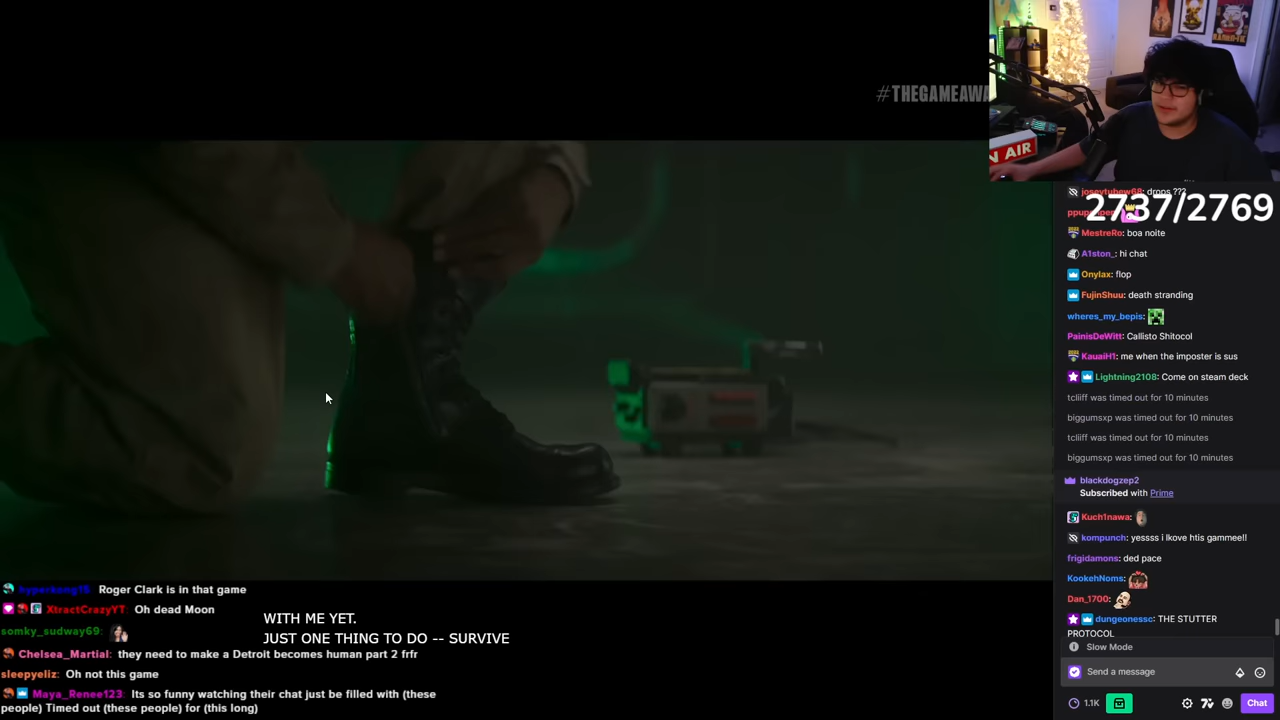 #THEGAMEAWA
N AIR
joseytubew68: drops ???
2737/2769
MestreRo: boa noite
A1ston_: hi chat
Onylax: flop
FujinShuu: death stranding
wheres_my_bepis:
PainisDeWitt: Callisto Shitocol
KauaiH1: me when the imposter is sus
Lightning2108: Come on steam deck
tcliiff was timed out for 10 minutes
biggumsxp was timed out for 10 minutes
tcliiff was timed out for 10 minutes
biggumsxp was timed out for 10 minutes
blackdogzep2
Subscribed with Prime
Kuch1nawa:
kompunch: yessss i lkove htis gammee!!
frigidamons: ded pace
KookehNoms:
Dan_1700:
dungeonessc: THE STUTTER
PROTOCOL
Slow Mode
Send a message
1.1K
Chat
Roger Clark is in that game
XtractCrazyYT Oh dead Moon
somky_sudway69:
WITH ME YET.
JUST ONE THING TO DO -- SURVIVE
Chelsea_Martial: they need to make a Detroit becomes human part 2 frfr
sleepyeliz: Oh not this game
Maya_Renee123 Its so funny watching their chat just be filled with (these
people) Timed out (these people) for (this long)